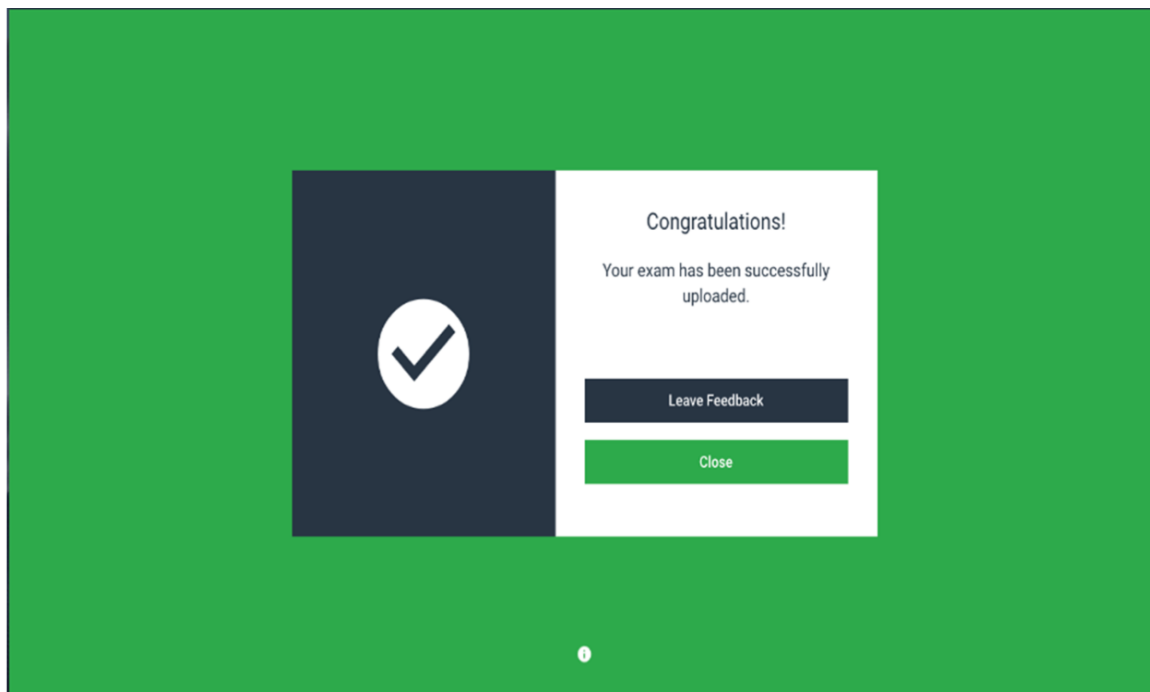 Congratulations!
Your exam has been successfully
uploaded.
Leave Feedback
Close